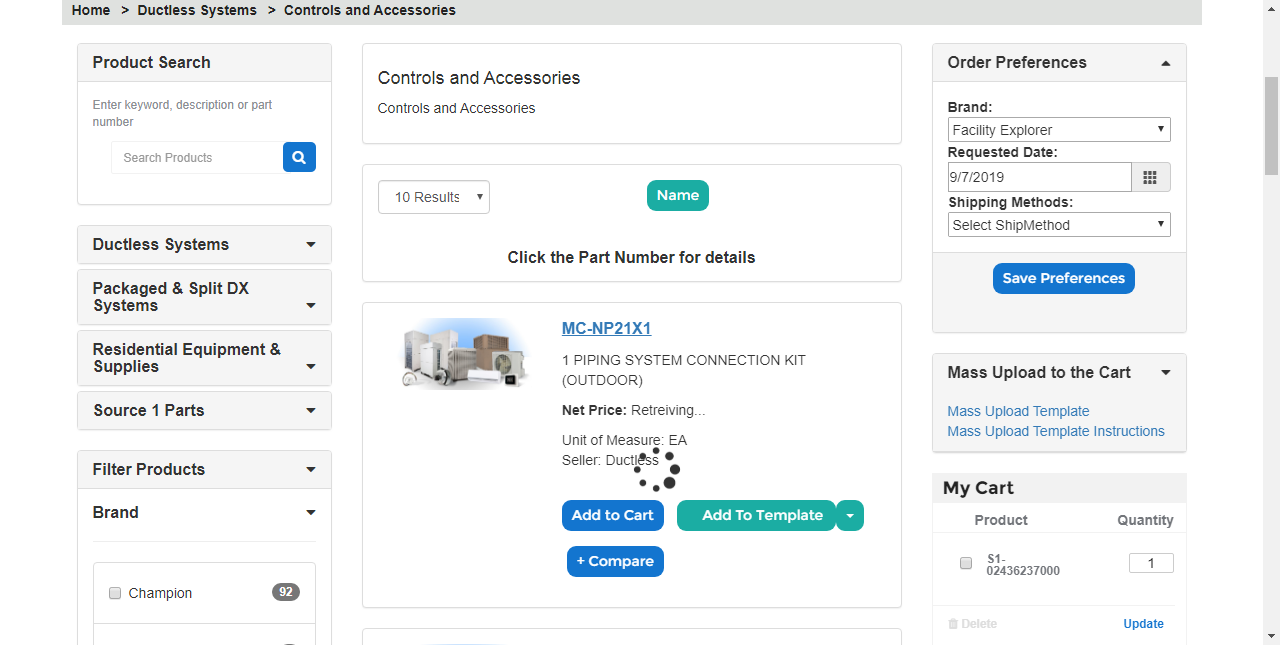 Home > Ductless Systems > Controls and Accessories
Product Search
Enter keyword, description or part
number
Search Products
Ductless Systems
Packaged & Split DX
Systems
Residential Equipment &
Supplies
Source 1 Parts
Filter Products
Brand
Champion 92
Controls and Accessories
Controls and Accessories
10 Results
Name
Click the Part Number for details
MC-NP21X1
1 PIPING SYSTEM CONNECTION KIT
(OUTDOOR)
Net Price: Retreiving...
Unit of Measure: EA
Seller: Ductless
Add to Cart
Add To Template
+ Compare
Order Preferences
Brand:
Facility Explorer
Requested Date:
9/7/2019
Shipping Methods:
Select ShipMethod
Save Preferences
Mass Upload to the Cart
Mass Upload Template
Mass Upload Template Instructions
My Cart
Product Quantity
S1-
02436237000
1
Delete Update